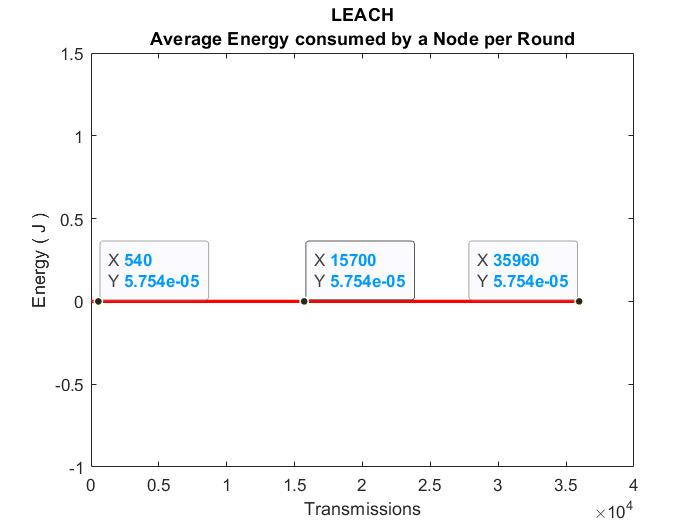 LEACH
Average Energy consumed by a Node per Round
1.5
1
0.5
0
-0.5
-1
Energy ( J )
X 540
Y 5.754e-05
X 15700
Y 5.754e-05
X 35960
Y 5.754e-05
0 0.5 1 1.5 2 2.5 3 3.5 4
Transmissions
×10^4